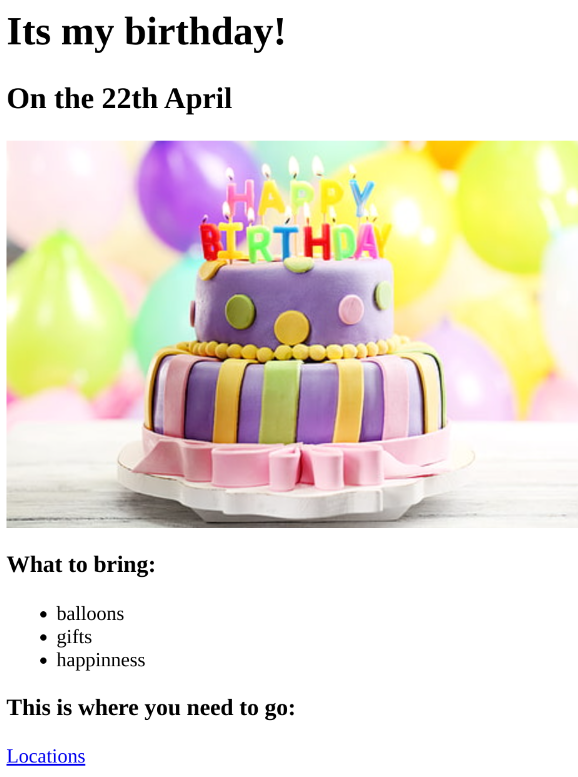 Its my birthday!
On the 22th April
HAPPY
BIRTHDAY
What to bring:
balloons
gifts
happinness
This is where you need to go:
Locations